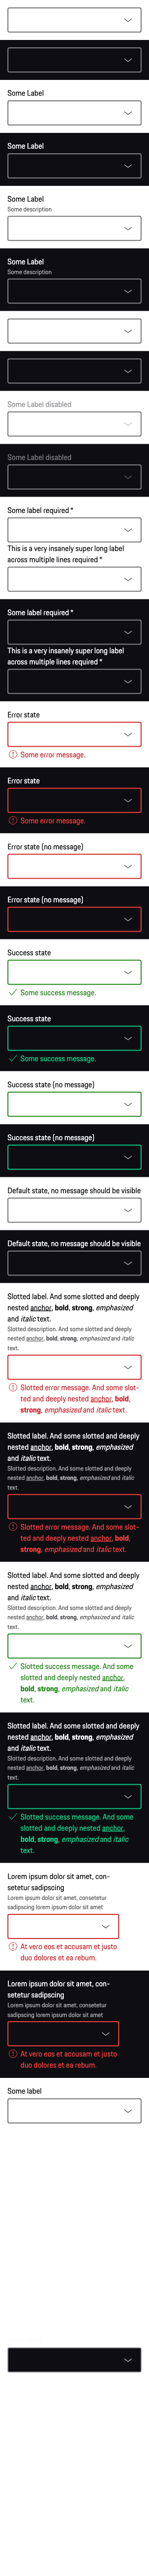 Some Label
Some Label
Some Label
Some description
Some Label
Some description
Some Label disabled
Some Label disabled
Some label required *
This is a very insanely super long label
across multiple lines required *
Some label required *
This is a very insanely super long label
across multiple lines required *
Error state
Some error message.
Error state
Some error message.
Error state (no message)
Error state (no message)
Success state
Some success message.
Success state
Some success message.
Success state (no message)
Success state (no message)
Default state, no message should be visible
Default state, no message should be visible
Slotted label. And some slotted and deeply
nested anchor, bold, strong, emphasized
and italic text.
Slotted description. And some slotted and deeply
nested anchor, bold, strong, emphasized and italic
text.
Slotted error message. And some slot-
ted and deeply nested anchor, bold,
strong, emphasized and italic text.
Slotted label. And some slotted and deeply
nested anchor, bold, strong, emphasized
and italic text.
Slotted description. And some slotted and deeply
nested anchor, bold, strong, emphasized and italic
text.
Slotted error message. And some slot-
ted and deeply nested anchor, bold,
strong, emphasized and italic text.
Slotted label. And some slotted and deeply
nested anchor, bold, strong, emphasized
and italic text.
Slotted description. And some slotted and deeply
nested anchor, bold, strong, emphasized and italic
text.
Slotted success message. And some
slotted and deeply nested anchor,
bold, strong, emphasized and italic
text.
Slotted label. And some slotted and deeply
nested anchor, bold, strong, emphasized
and italic text.
Slotted description. And some slotted and deeply
nested anchor, bold, strong, emphasized and italic
text.
Slotted success message. And some
slotted and deeply nested anchor,
bold, strong, emphasized and italic
text.
Lorem ipsum dolor sit amet, con-
setetur sadipscing
Lorem ipsum dolor sit amet, consetetur
sadipscing lorem ipsum dolor sit amet
At vero eos et accusam et justo
duo dolores et ea rebum.
Lorem ipsum dolor sit amet, con-
setetur sadipscing
Lorem ipsum dolor sit amet, consetetur
sadipscing lorem ipsum dolor sit amet
At vero eos et accusam et justo
duo dolores et ea rebum.
Some label